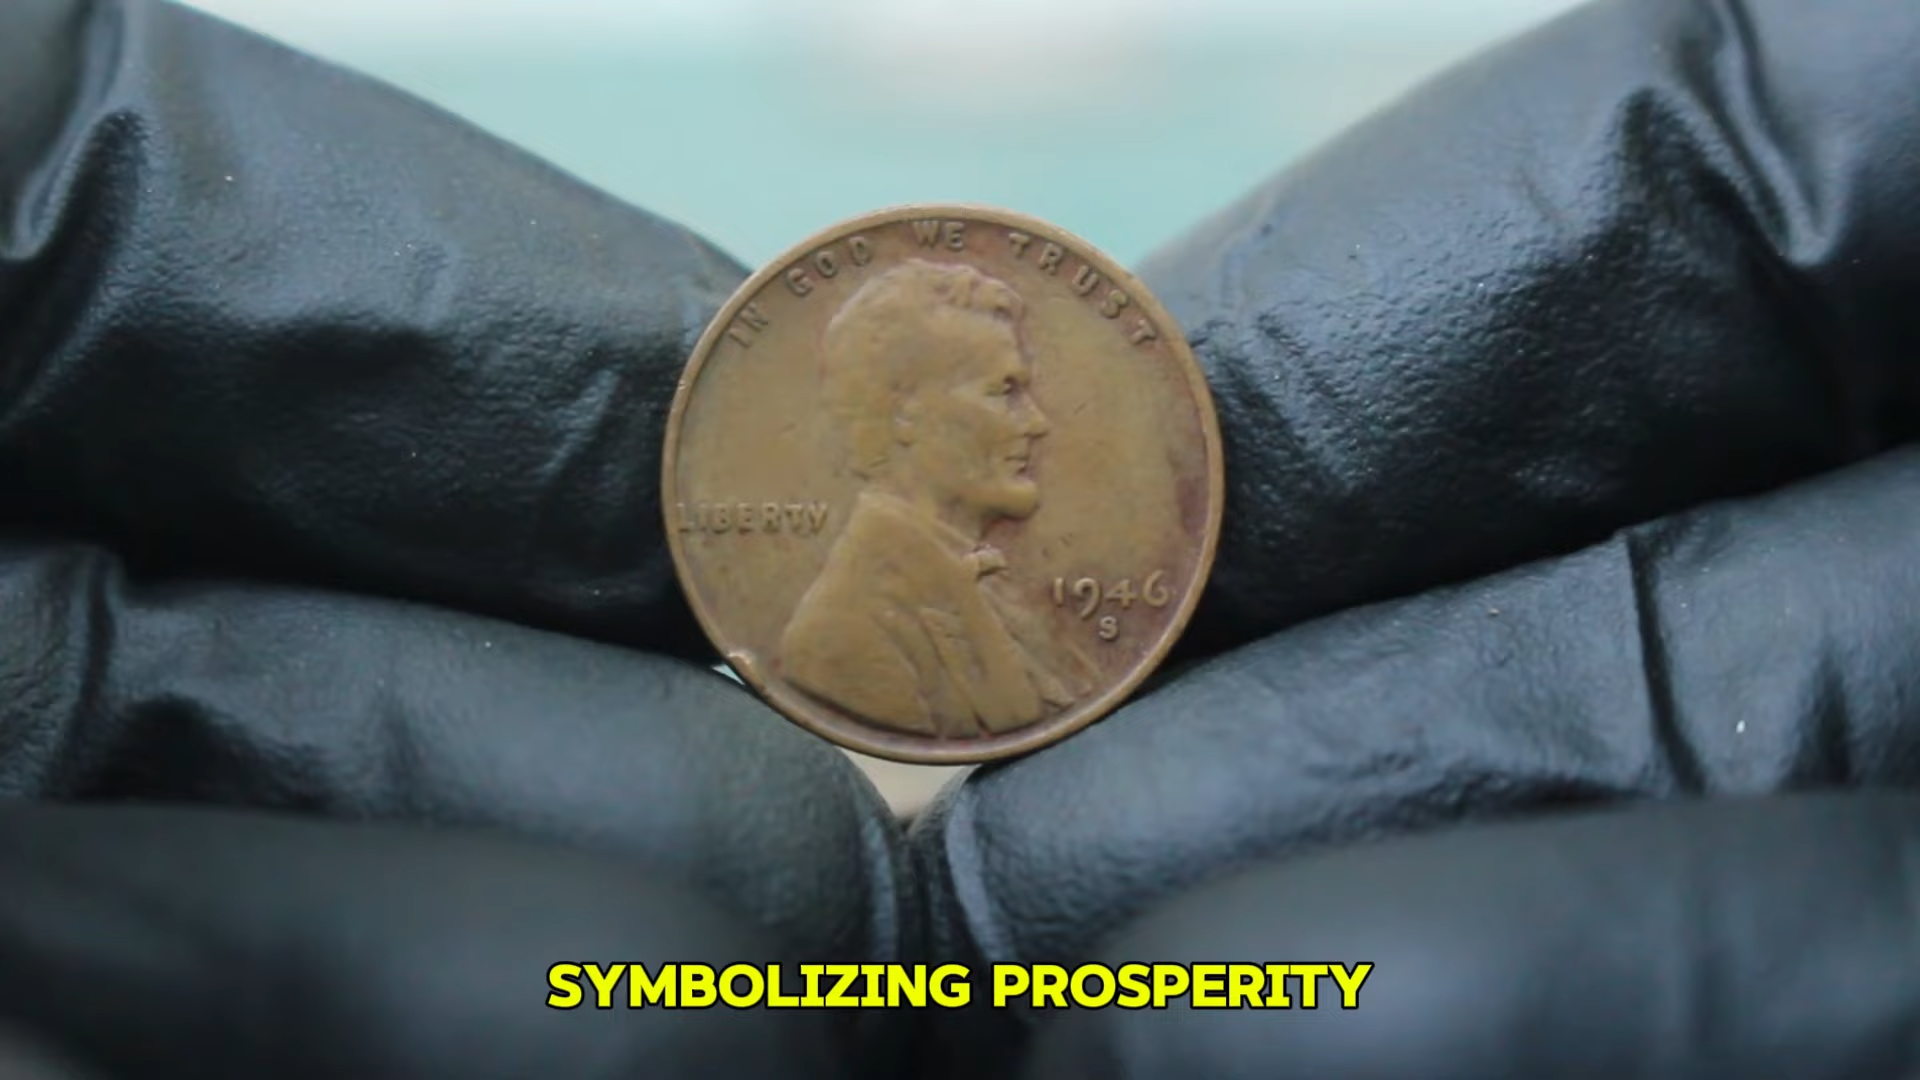 IN GOD WE TRUST
LIBERTY
1946
S
SYMBOLIZING PROSPERITY